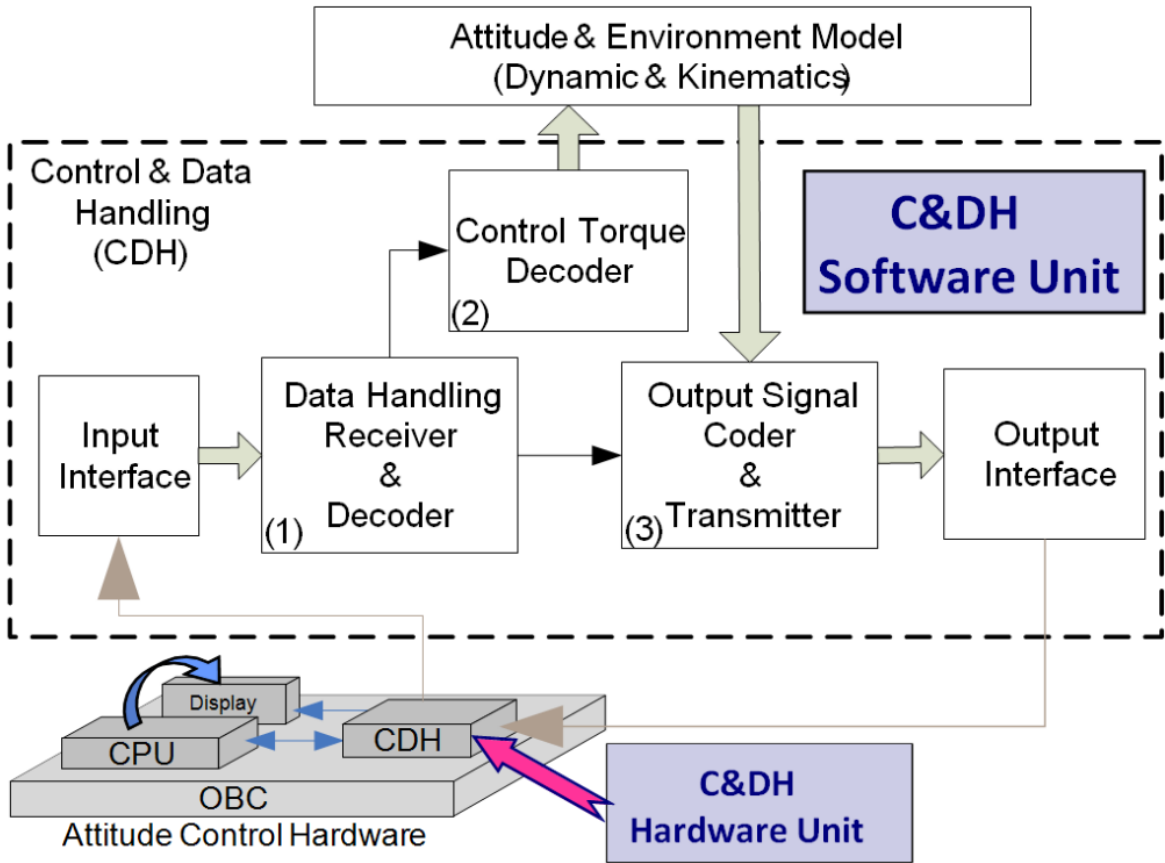 Attitude & Environment Model
(Dynamic & Kinematics)
Control & Data
Handling
(CDH)
Control Torque
Decoder
(2)
C&DH
Software Unit
Input
Interface
Data Handling
Receiver
&
Decoder
(1)
Output Signal
Coder
&
Transmitter
(3)
Output
Interface
Display
CPU
CDH
OBC
Attitude Control Hardware
C&DH
Hardware Unit